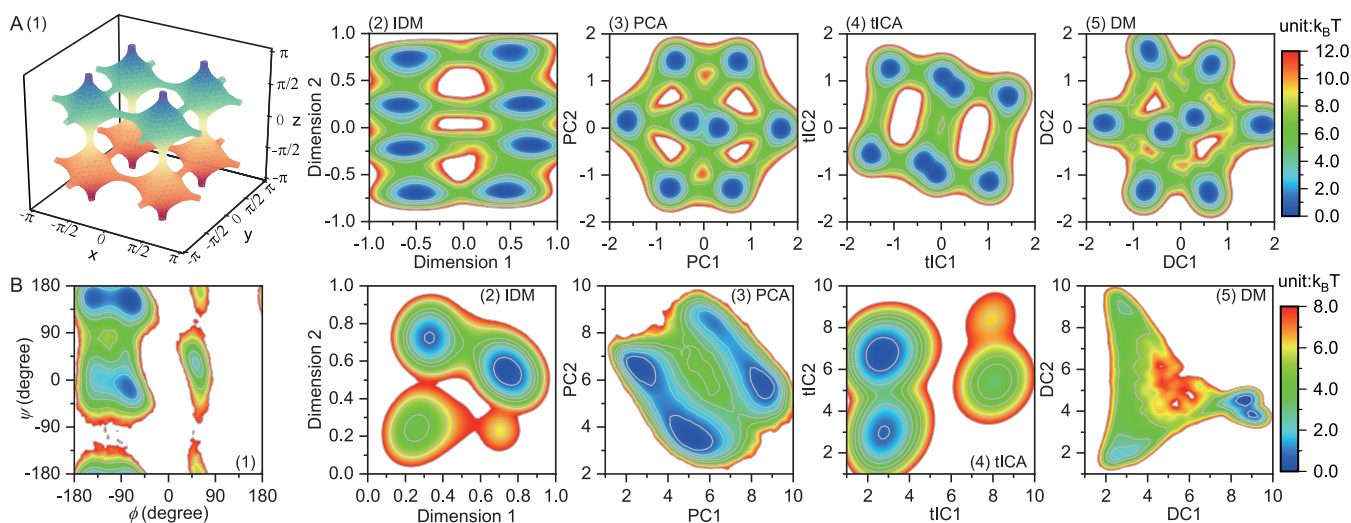 A (1)
π
π/2
0
z
-π/2
-π
-π
-π/2
0
x
π/2
π
-π
-π/2
0
y
π/2
π
(2) IDM
1.0
0.5
0.0
-0.5
1.0
-1.0 -0.5 0.0 0.5 1.0
Dimension 1
Dimension 2
(3) PCA
2
1
0
-1
2
-2 -1 0 1 2
PC1
PC2
(4) tICA
2
1
0
-1
2
-2 -1 0 1 2
tIC1
tIC2
(5) DM
2
1
0
-1
2
-2 -1 0 1 2
DC1
DC2
unit:k_BT
12.0
10.0
8.0
6.0
4.0
2.0
0.0
B
180
90
0
-90
-180
-180 -90 0 90 180
ϕ (degree)
ψ (degree)
(1)
(2) IDM
1.0
0.8
0.6
0.4
0.2
0.0
0.0 0.2 0.4 0.6 0.8 1.0
Dimension 1
Dimension 2
(3) PCA
10
8
6
4
2
2 4 6 8 10
PC1
PC2
10
8
6
4
2
2 4 6 8 10
tIC1
tIC2
(4) tICA
(5) DM
10
8
6
4
2
2 4 6 8 10
DC1
DC2
unit:k_BT
8.0
6.0
4.0
2.0
0.0